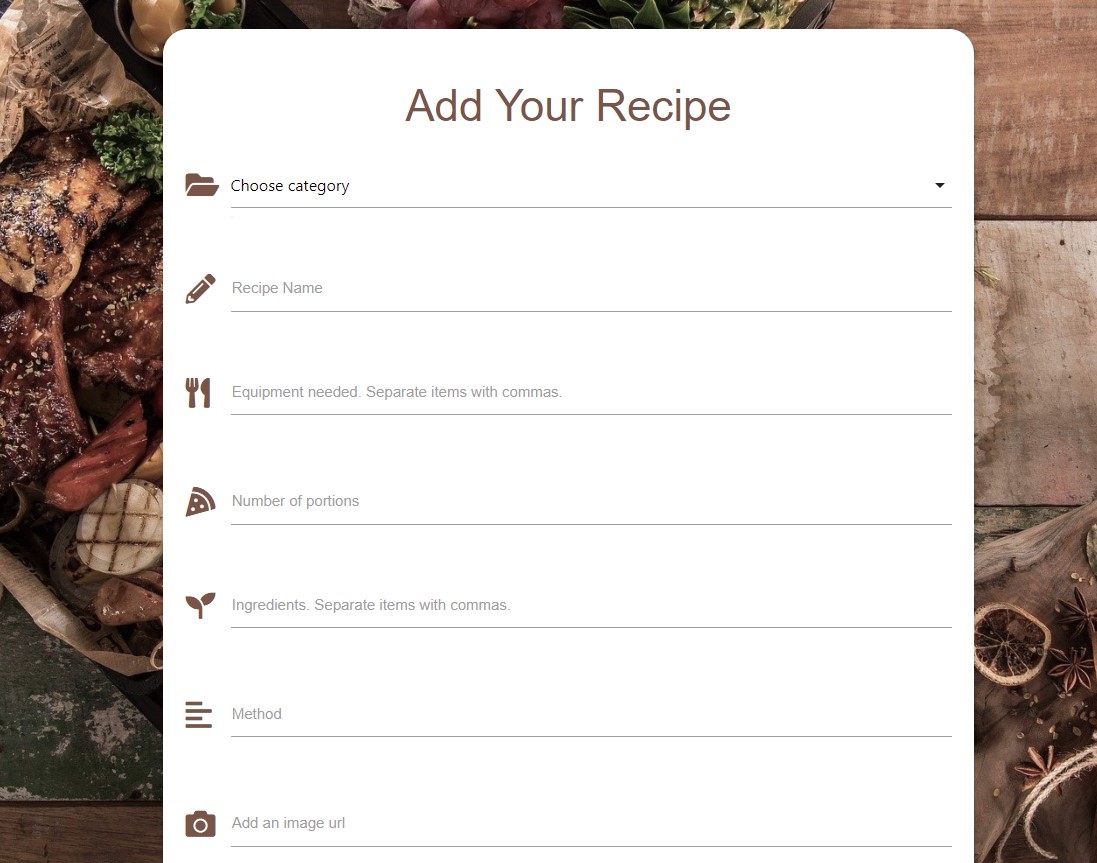 Add Your Recipe
Choose category
Recipe Name
Equipment needed. Separate items with commas.
Number of portions
Ingredients. Separate items with commas.
Method
Add an image url